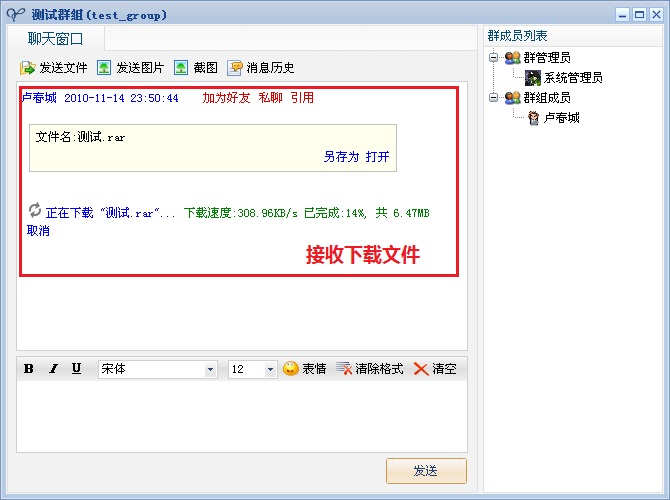 测试群组(test_group)
聊天窗口
发送文件 发送图片 截图 消息历史
卢春城 2010-11-14 23:50:44 加为好友 私聊 引用
文件名:测试.rar
另存为 打开
正在下载 "测试.rar"... 下载速度:308.96KB/s 已完成:14%, 共 6.47MB
取消
接收下载文件
B I U 宋体 12 表情 清除格式 清空
发送
群成员列表
群管理员
系统管理员
群组成员
卢春城